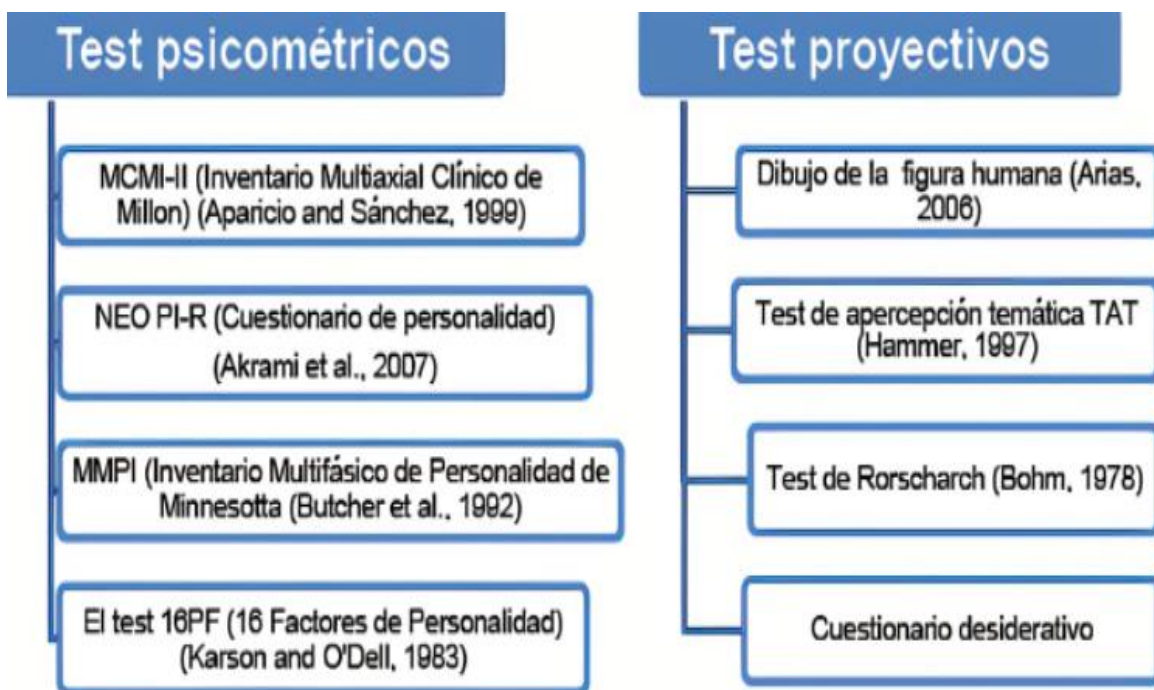 Test psicométricos
MCMI-II (Inventario Multiaxial Clínico de
Millon) (Aparicio and Sánchez, 1999)
NEO PI-R (Cuestionario de personalidad)
(Akrami et al., 2007)
MMPI (Inventario Multifásico de Personalidad de
Minnesotta (Butcher et al., 1992)
El test 16PF (16 Factores de Personalidad)
(Karson and O'Dell, 1983)
Test proyectivos
Dibujo de la figura humana (Arias,
2006)
Test de apercepción temática TAT
(Hammer, 1997)
Test de Rorscharch (Bohm, 1978)
Cuestionario desiderativo